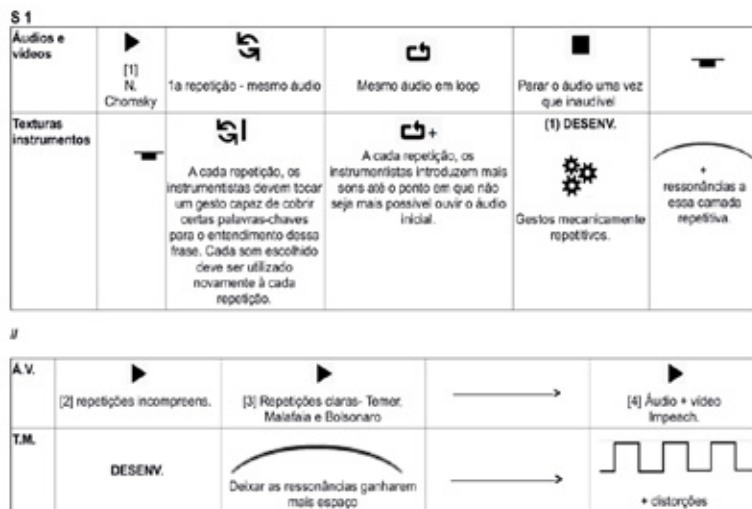 S 1
Áudios e
vídeos
[1]
N.
Chomsky
1a repetição - mesmo áudio
Mesmo áudio em loop
Parar o áudio uma vez
que inaudível
Texturas
instrumentos
A cada repetição, os
instrumentistas devem tocar
um gesto capaz de cobrir
certas palavras-chaves
para o entendimento dessa
frase. Cada som escolhido
deve ser utilizado
novamente à cada
repetição.
+
A cada repetição, os
instrumentistas introduzem mais
sons até o ponto em que não
seja mais possível ouvir o áudio
inicial.
(1) DESENV.
Gestos mecanicamente
repetitivos.
+
ressonâncias a
essa camada
repetitiva.
//
Á.V.
[2] repetições incompreens.
[3] Repetições claras- Temer,
Malafaia e Bolsonaro
[4] Áudio + vídeo
Impeach.
T.M.
DESENV.
Deixar as ressonâncias ganharem
mais espaço
+ distorções